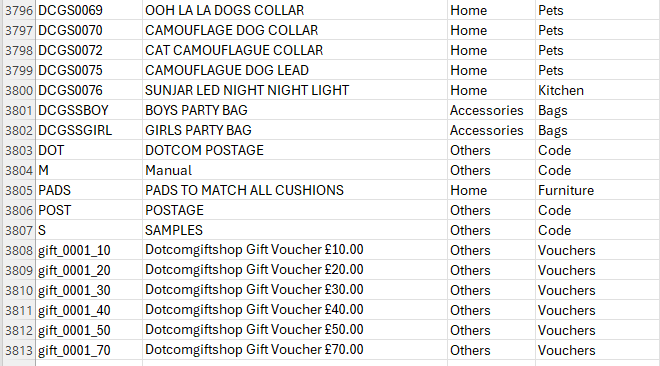 3796 DCGS0069 OOH LA LA DOGS COLLAR Home Pets
3797 DCGS0070 CAMOUFLAGE DOG COLLAR Home Pets
3798 DCGS0072 CAT CAMOUFLAGUE COLLAR Home Pets
3799 DCGS0075 CAMOUFLAGUE DOG LEAD Home Pets
3800 DCGS0076 SUNJAR LED NIGHT NIGHT LIGHT Home Kitchen
3801 DCGSSBOY BOYS PARTY BAG Accessories Bags
3802 DCGSSGIRL GIRLS PARTY BAG Accessories Bags
3803 DOT DOTCOM POSTAGE Others Code
3804 M Manual Others Code
3805 PADS PADS TO MATCH ALL CUSHIONS Home Furniture
3806 POST POSTAGE Others Code
3807 S SAMPLES Others Code
3808 gift_0001_10 Dotcomgiftshop Gift Voucher £10.00 Others Vouchers
3809 gift_0001_20 Dotcomgiftshop Gift Voucher £20.00 Others Vouchers
3810 gift_0001_30 Dotcomgiftshop Gift Voucher £30.00 Others Vouchers
3811 gift_0001_40 Dotcomgiftshop Gift Voucher £40.00 Others Vouchers
3812 gift_0001_50 Dotcomgiftshop Gift Voucher £50.00 Others Vouchers
3813 gift_0001_70 Dotcomgiftshop Gift Voucher £70.00 Others Vouchers